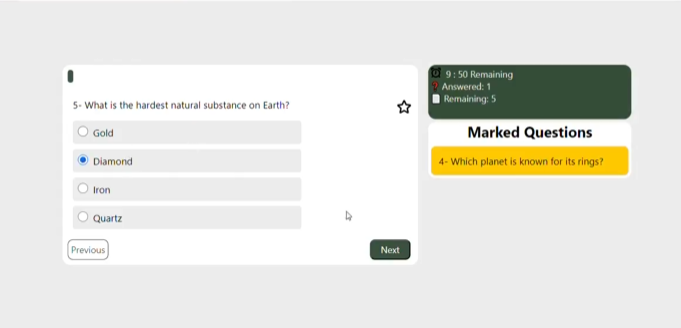 5- What is the hardest natural substance on Earth?
Gold
Diamond
Iron
Quartz
Previous
Next
9 : 50 Remaining
Answered: 1
Remaining: 5
Marked Questions
4- Which planet is known for its rings?